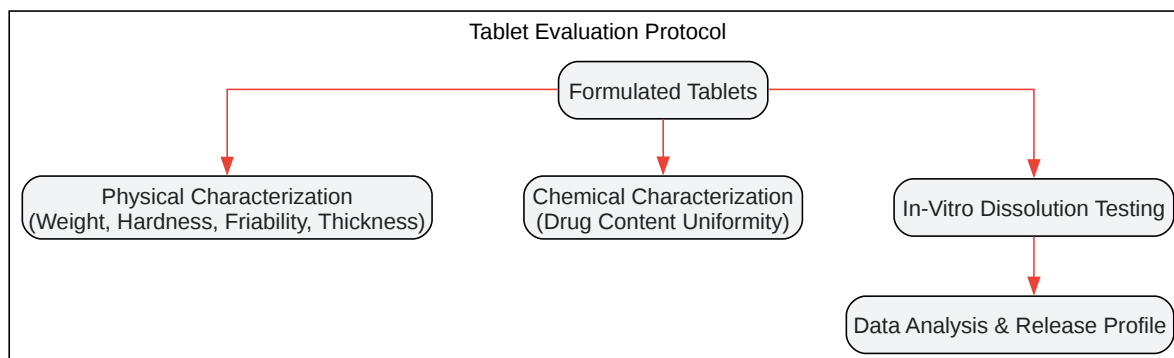 Tablet Evaluation Protocol
Formulated Tablets
Physical Characterization
(Weight, Hardness, Friability, Thickness)
Chemical Characterization
(Drug Content Uniformity)
In-Vitro Dissolution Testing
Data Analysis & Release Profile